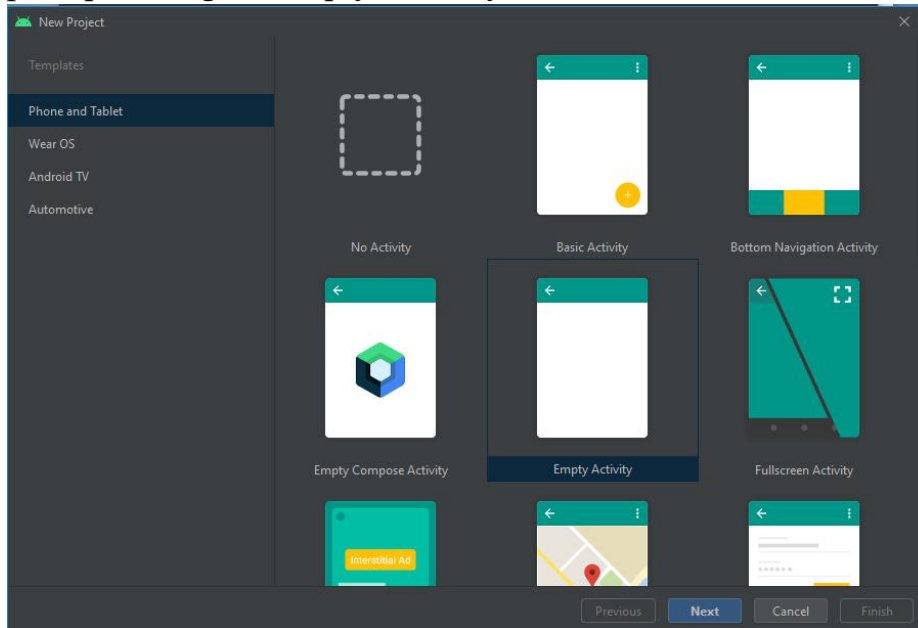 New Project
Templates
Phone and Tablet
Wear OS
Android TV
Automotive
No Activity
Basic Activity
Bottom Navigation Activity
Empty Compose Activity
Empty Activity
Fullscreen Activity
Interstitial Ad
Previous
Next
Cancel
Finish